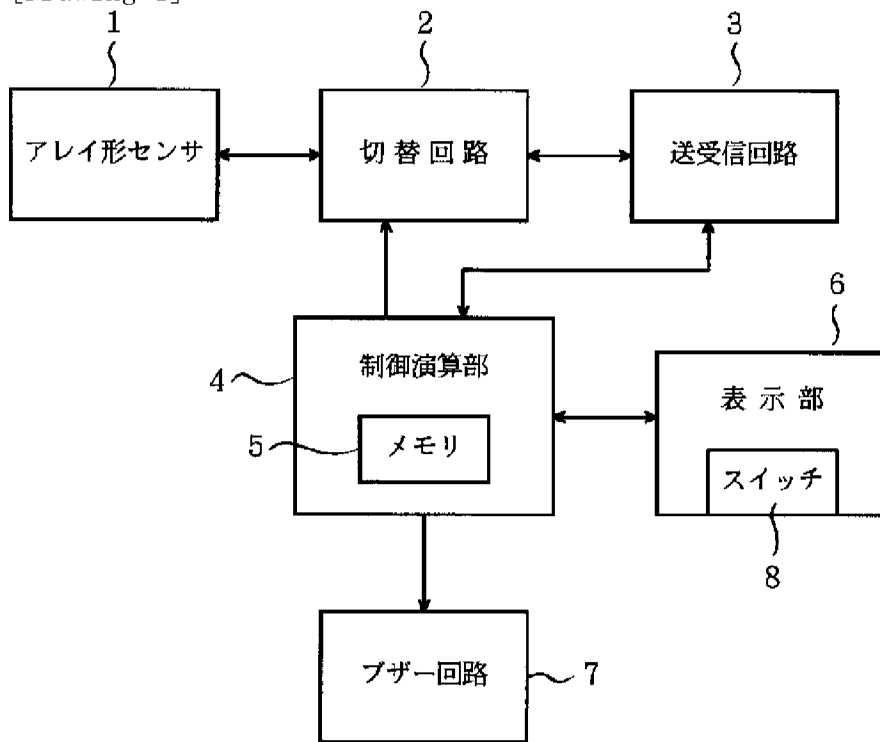 1
2
3
アレイ形センサ
切替回路
送受信回路
6
4
制御演算部
表示部
5
メモリ
スイッチ
8
ブザー回路
7